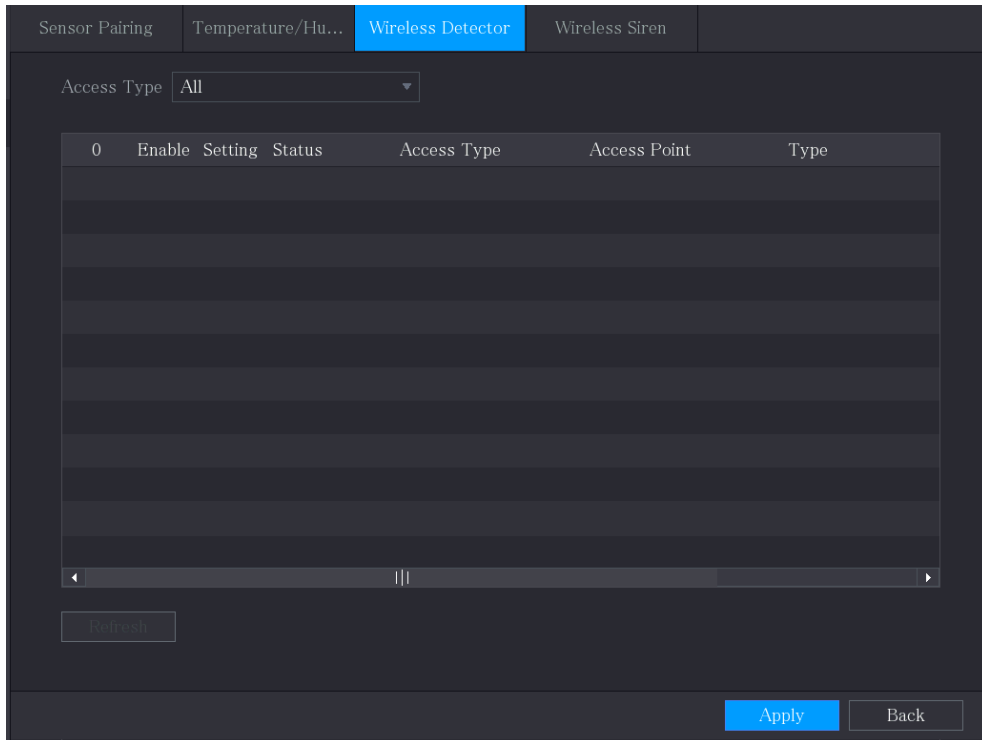 Sensor Pairing Temperature/Hu... Wireless Detector Wireless Siren
Access Type All
0 Enable Setting Status Access Type Access Point Type
Refresh
Apply Back